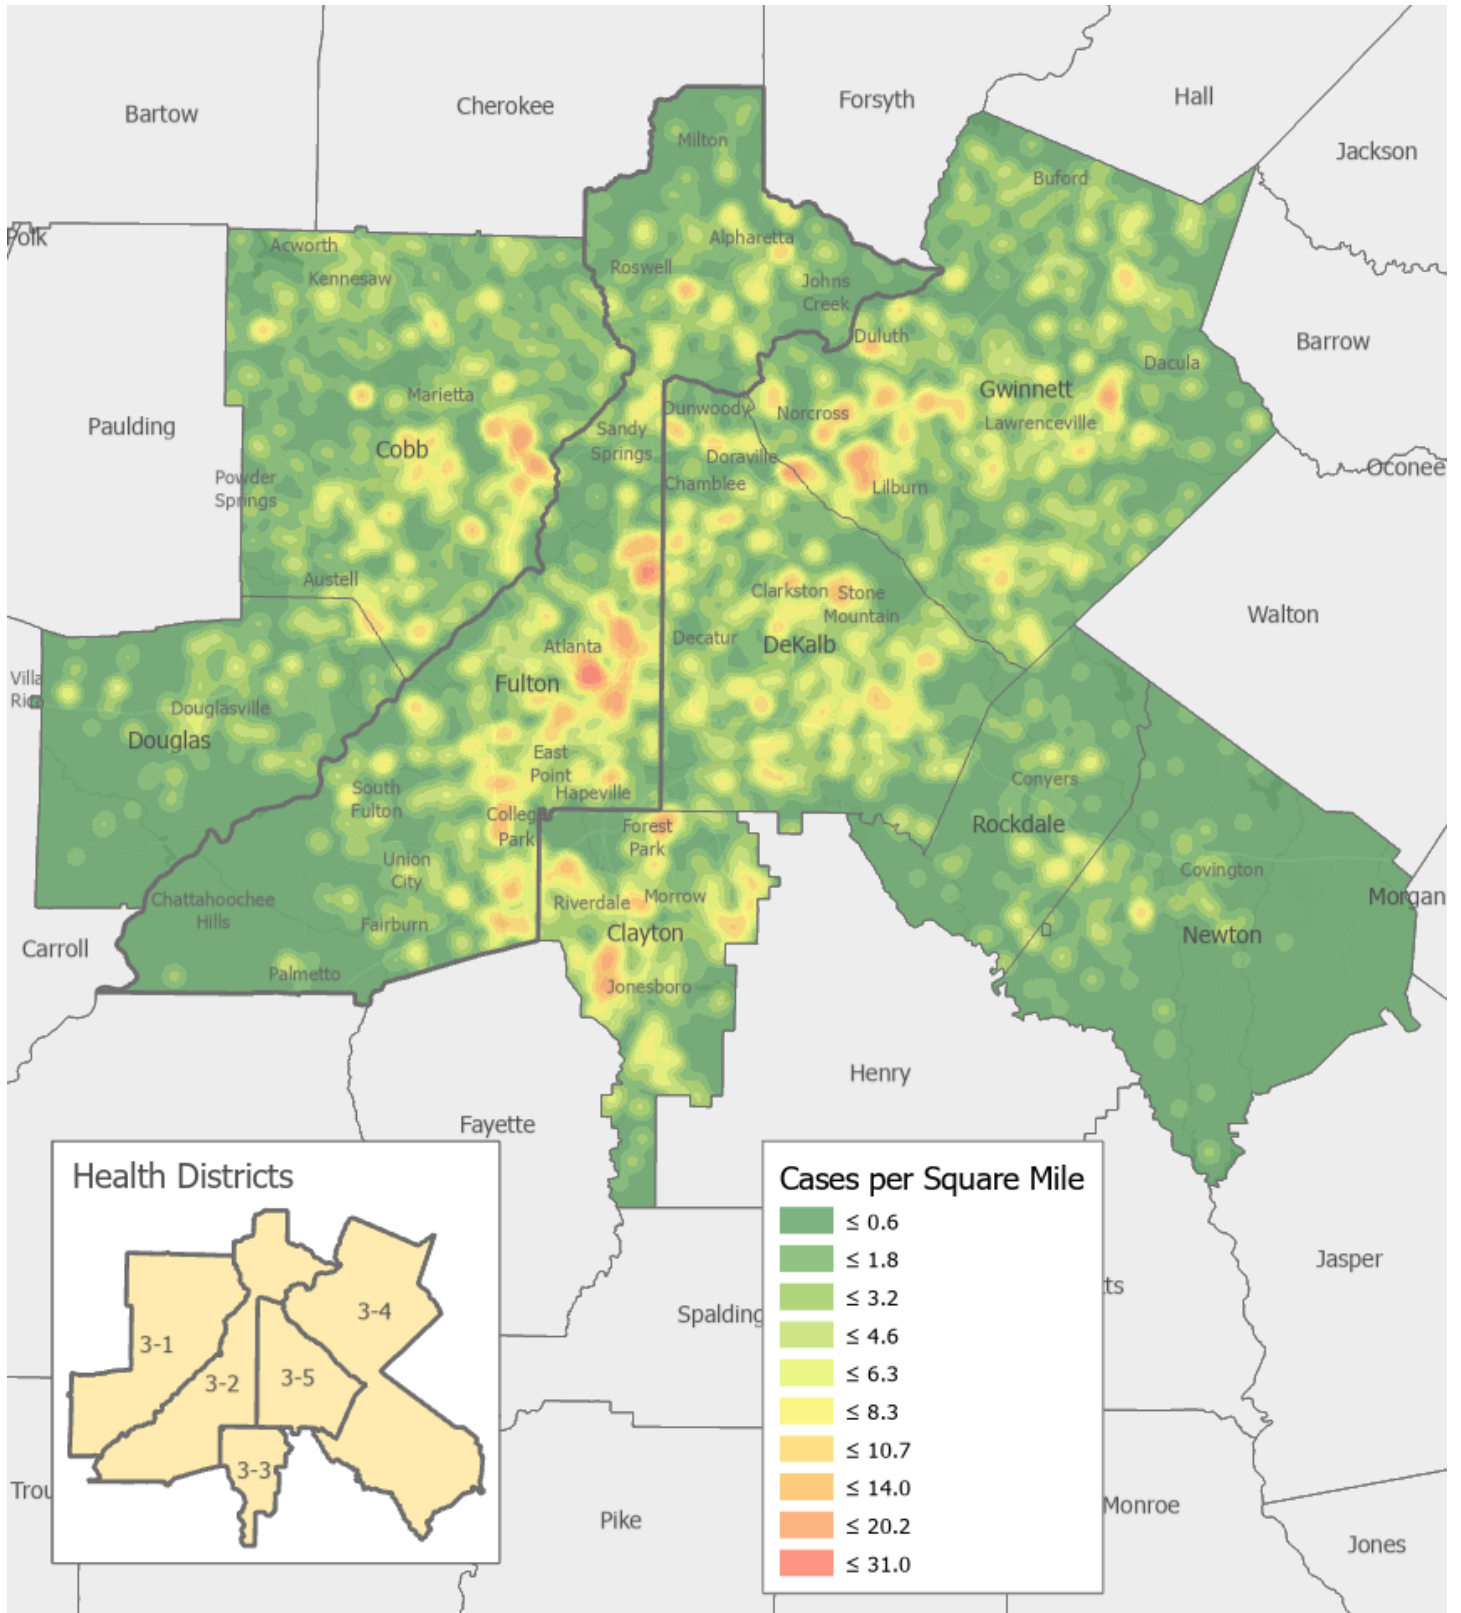 Bartow
Cherokee
Forsyth
Hall
Jackson
Milton
Buford
Polk
Acworth
Kennesaw
Alpharetta
Roswell
Johns
Creek
Duluth
Barrow
Dacula
Paulding
Marietta
Dunwoody
Norcross
Gwinnett
Lawrenceville
Cobb
Sandy
Springs
Doraville
Chamblee
Lilburn
Oconee
Powder
Springs
Austell
Clarkston
Stone
Mountain
Walton
Atlanta
Decatur
DeKalb
Villa
Rica
Fulton
Douglasville
Douglas
East
Point
Hapeville
South
Fulton
Conyers
Rockdale
College
Park
Forest
Park
Union
City
Covington
Chattahoochee
Hills
Riverdale
Morrow
Morgan
Fairburn
Clayton
Newton
Carroll
Palmetto
Jonesboro
Henry
Fayette
Jasper
Spalding
ts
Trou
Pike
Monroe
Jones
Health Districts
3-4
3-1
3-2
3-5
3-3
Cases per Square Mile
≤ 0.6
≤ 1.8
≤ 3.2
≤ 4.6
≤ 6.3
≤ 8.3
≤ 10.7
≤ 14.0
≤ 20.2
≤ 31.0